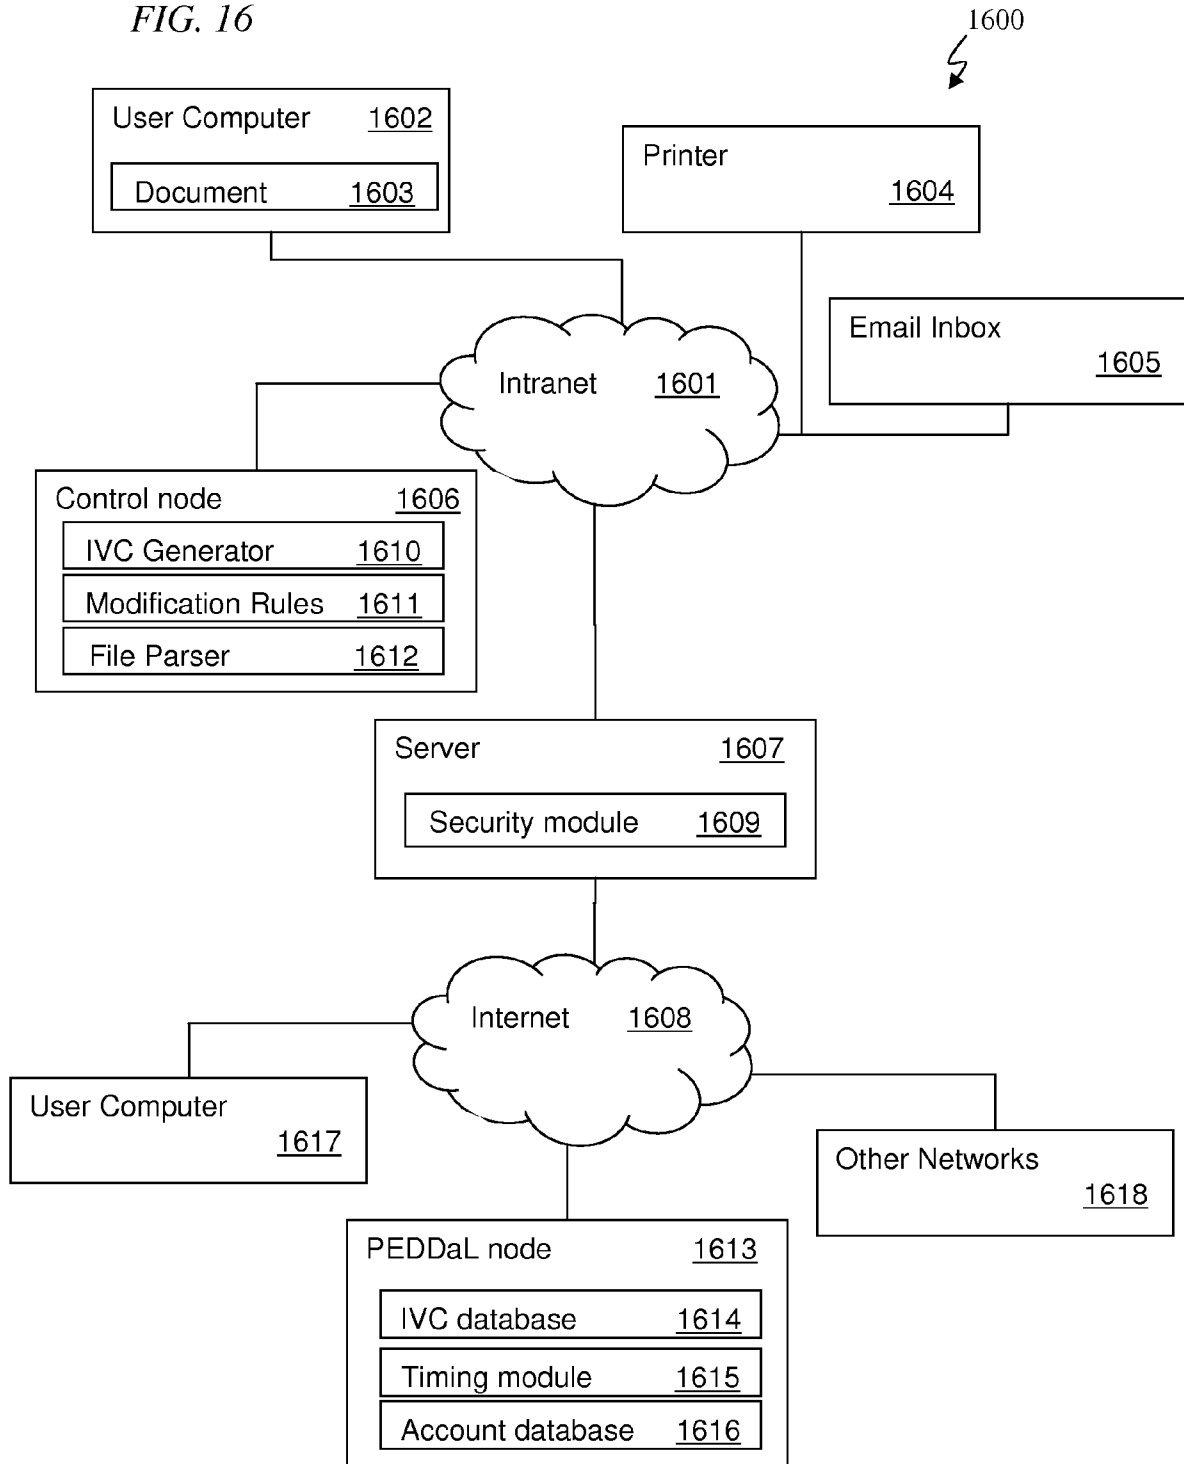 FIG. 16
1600
User Computer 1602
Document 1603
Printer
1604
Email Inbox
1605
Intranet 1601
Control node 1606
IVC Generator 1610
Modification Rules 1611
File Parser 1612
Server 1607
Security module 1609
Internet 1608
User Computer
1617
Other Networks
1618
PEDDaL node 1613
IVC database 1614
Timing module 1615
Account database 1616